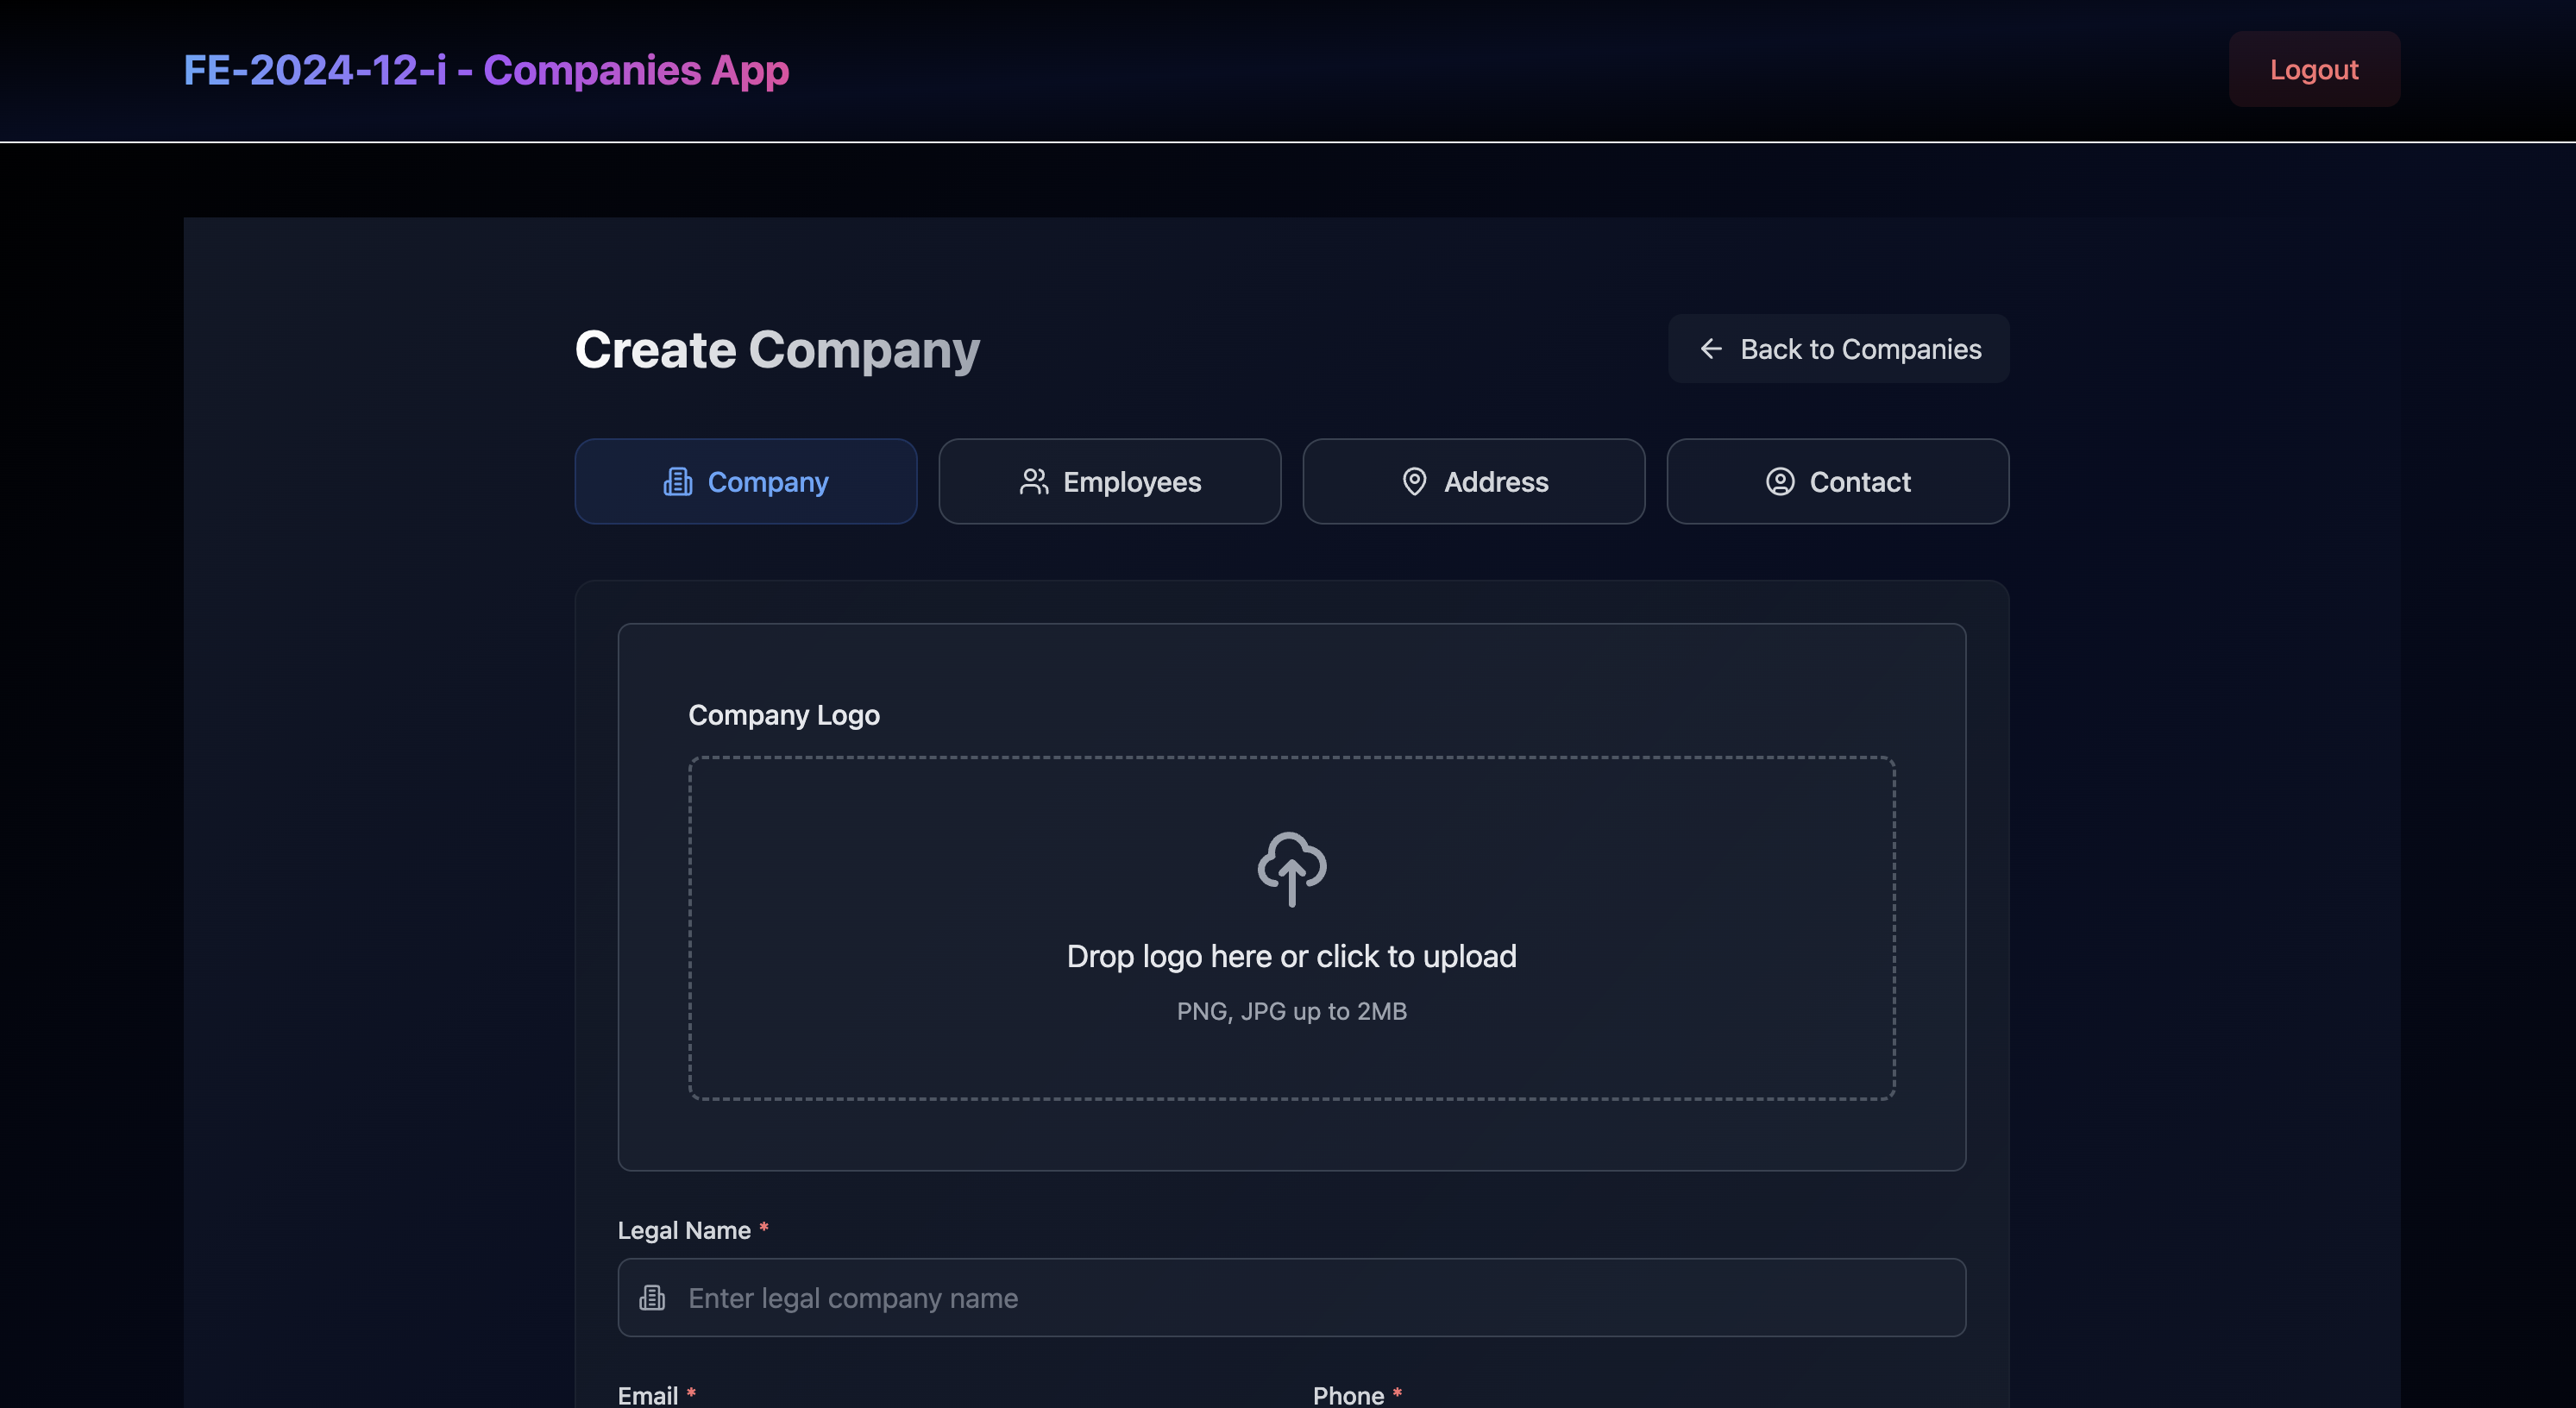 FE-2024-12-i - Companies App
Logout
Create Company
Back to Companies
Company
Employees
Address
Contact
Company Logo
Drop logo here or click to upload
PNG, JPG up to 2MB
Legal Name *
Enter legal company name
Email *
Phone *